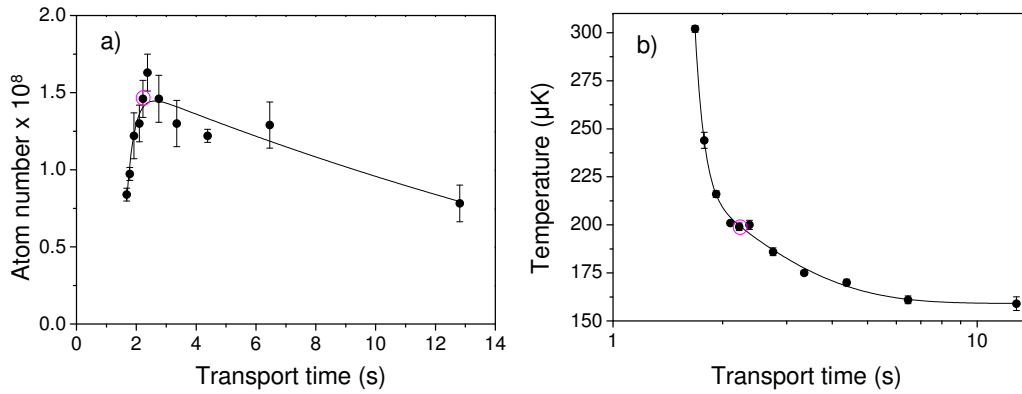 a)
2.0
1.5
1.0
0.5
0.0
Atom number x 10⁸
0 2 4 6 8 10 12 14
Transport time (s)
b)
300
275
250
225
200
175
150
Temperature (µK)
1 10
Transport time (s)